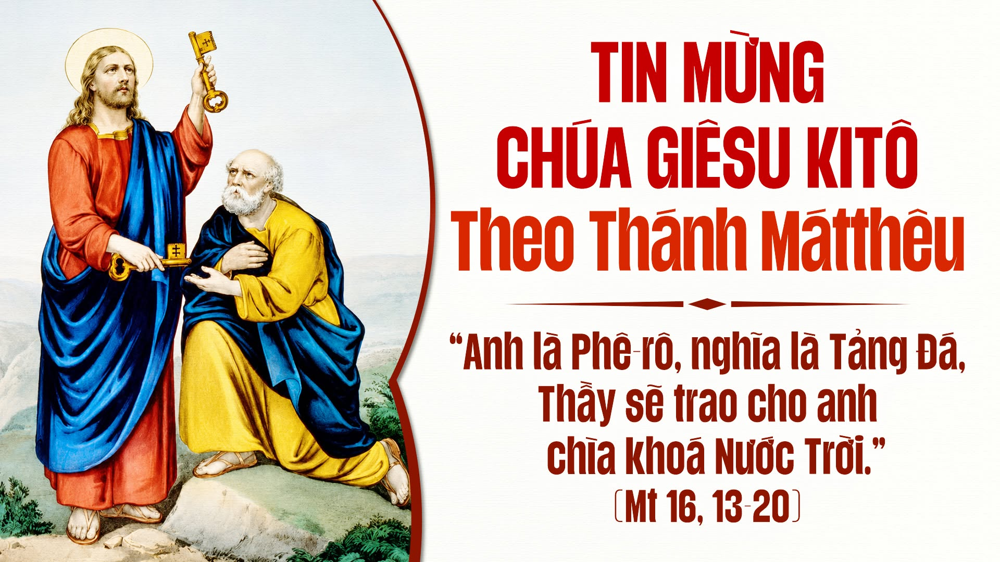 TIN MỪNG
CHÚA GIÊSU KITÔ
Theo Thánh Mátthêu
“Anh là Phê-rô, nghĩa là Tảng Đá,
Thầy sẽ trao cho anh
chìa khoá Nước Trời.”
(Mt 16, 13-20)